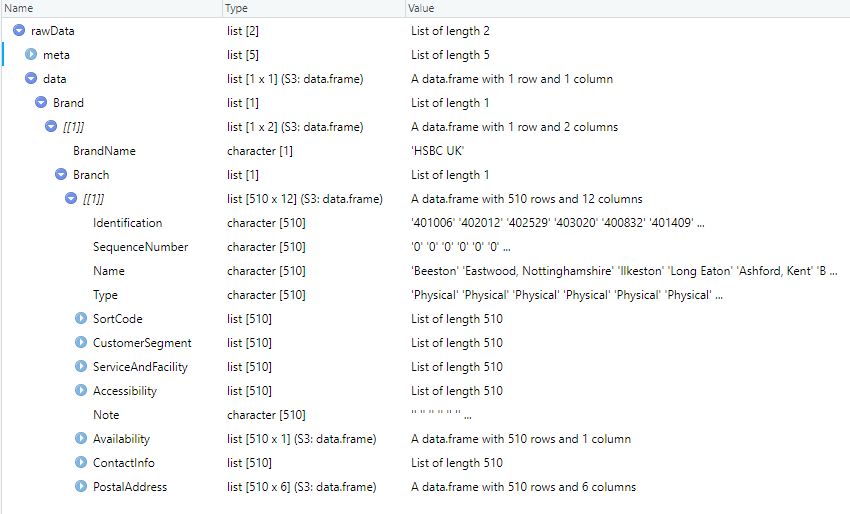 Name Type Value
rawData list [2] List of length 2
meta list [5] List of length 5
data list [1 x 1] (S3: data.frame) A data.frame with 1 row and 1 column
Brand list [1] List of length 1
[[1]] list [1 x 2] (S3: data.frame) A data.frame with 1 row and 2 columns
BrandName character [1] 'HSBC UK'
Branch list [1] List of length 1
[[1]] list [510 x 12] (S3: data.frame) A data.frame with 510 rows and 12 columns
Identification character [510] '401006' '402012' '402529' '403020' '400832' '401409' ...
SequenceNumber character [510] '0' '0' '0' '0' '0' '0' ...
Name character [510] 'Beeston' 'Eastwood, Nottinghamshire' 'Ilkeston' 'Long Eaton' 'Ashford, Kent' 'B ...
Type character [510] 'Physical' 'Physical' 'Physical' 'Physical' 'Physical' 'Physical' ...
SortCode list [510] List of length 510
CustomerSegment list [510] List of length 510
ServiceAndFacility list [510] List of length 510
Accessibility list [510] List of length 510
Note character [510] '' '' '' '' '' '' ...
Availability list [510 x 1] (S3: data.frame) A data.frame with 510 rows and 1 column
ContactInfo list [510] List of length 510
PostalAddress list [510 x 6] (S3: data.frame) A data.frame with 510 rows and 6 columns